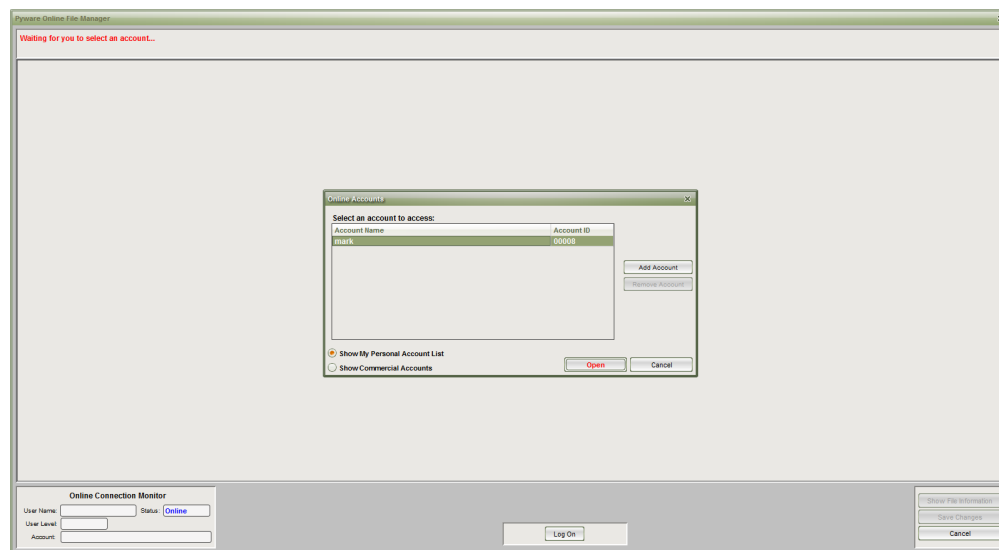 Pyware Online File Manager
Waiting for you to select an account...
Online Accounts
Select an account to access:
Account Name Account ID
mark 00008
Add Account
Remove Account
Show My Personal Account List
Show Commercial Accounts
Open Cancel
Online Connection Monitor
User Name: Status: Online
User Level:
Account:
Log On
Show File Information
Save Changes
Cancel